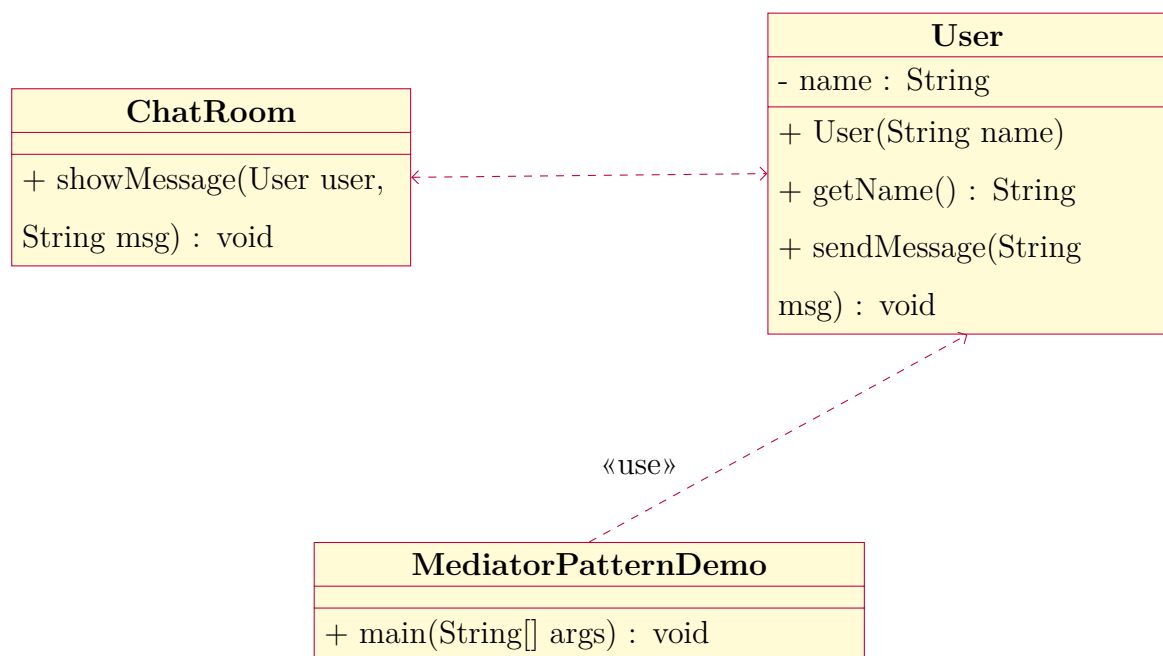 ChatRoom
+ showMessage(User user,
String msg) : void
User
- name : String
+ User(String name)
+ getName() : String
+ sendMessage(String
msg) : void
«use»
MediatorPatternDemo
+ main(String[] args) : void